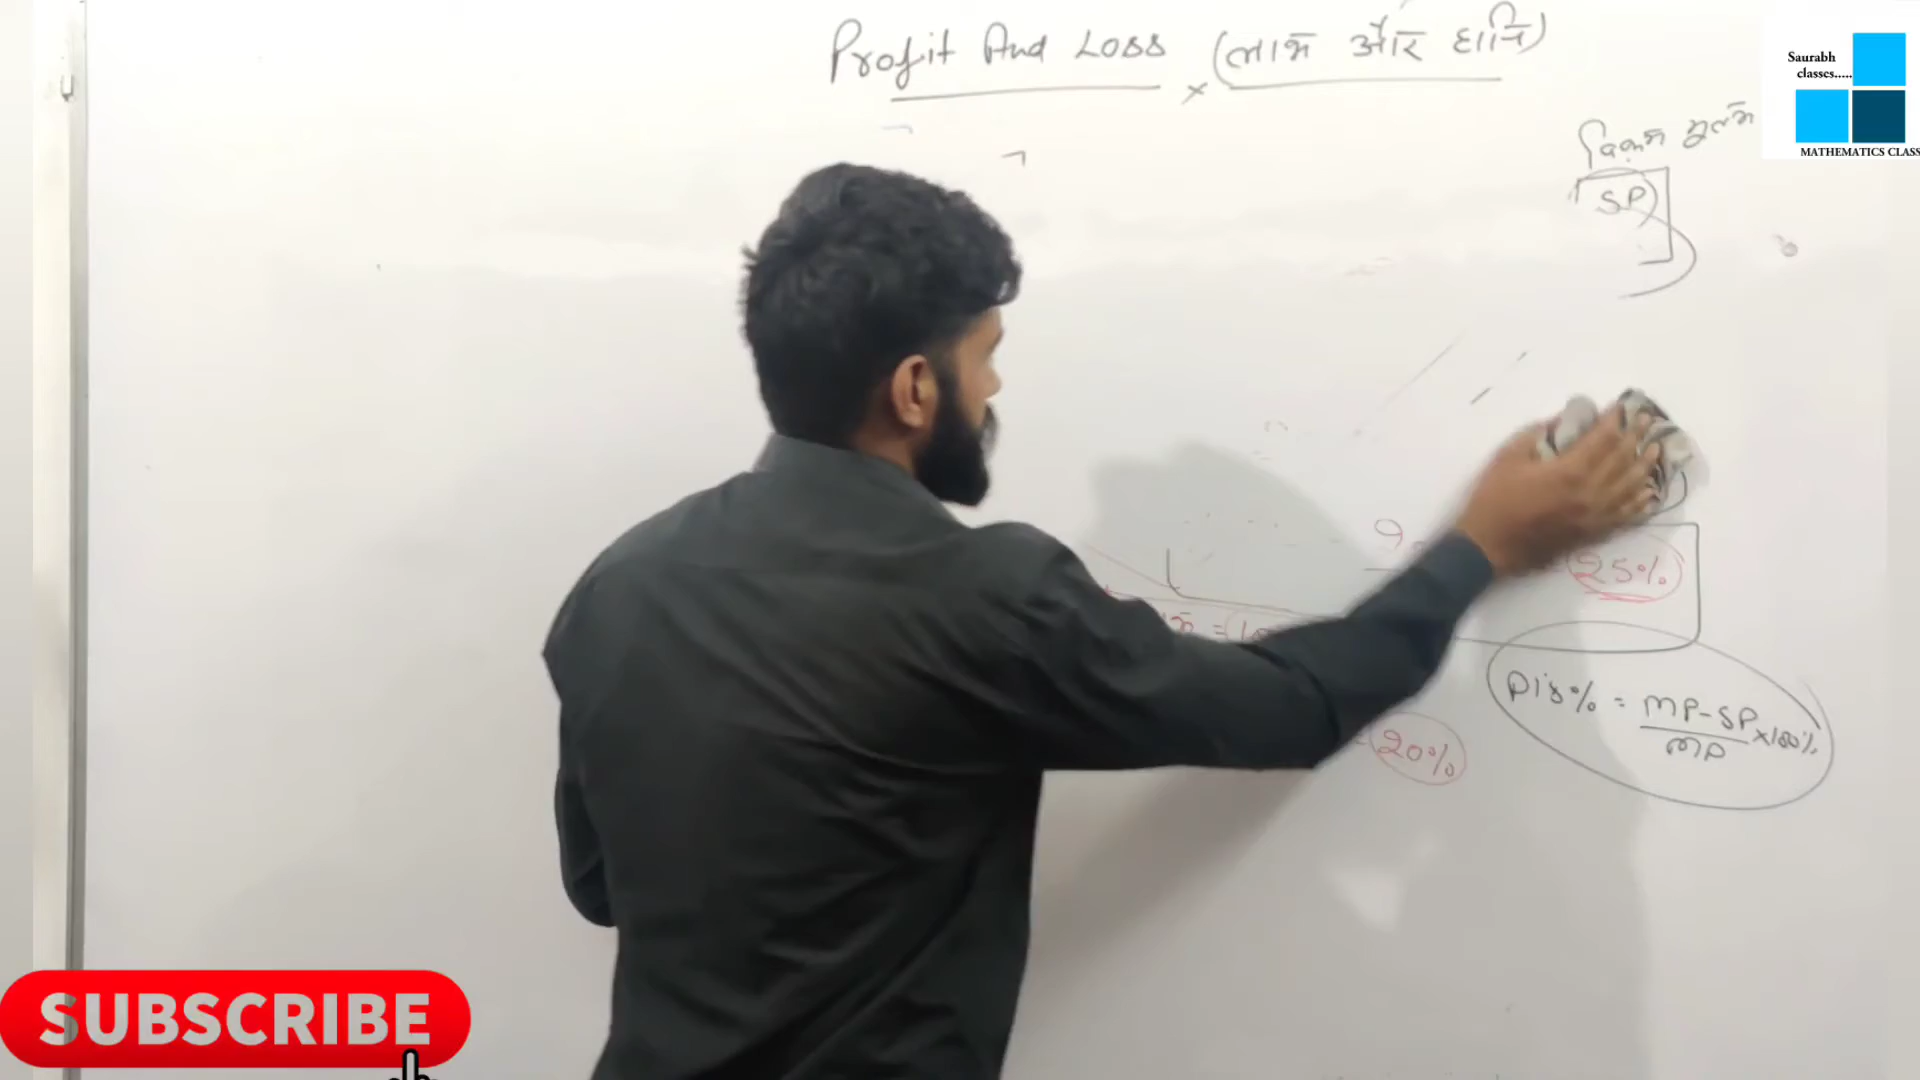 Profit And Loss (लाभ और हानि)
Saurabh
classes.....
MATHEMATICS CLASS
विक्रय मूल्य
SP
25%
Dis% = MP-SP/MP ×100%
20%
SUBSCRIBE